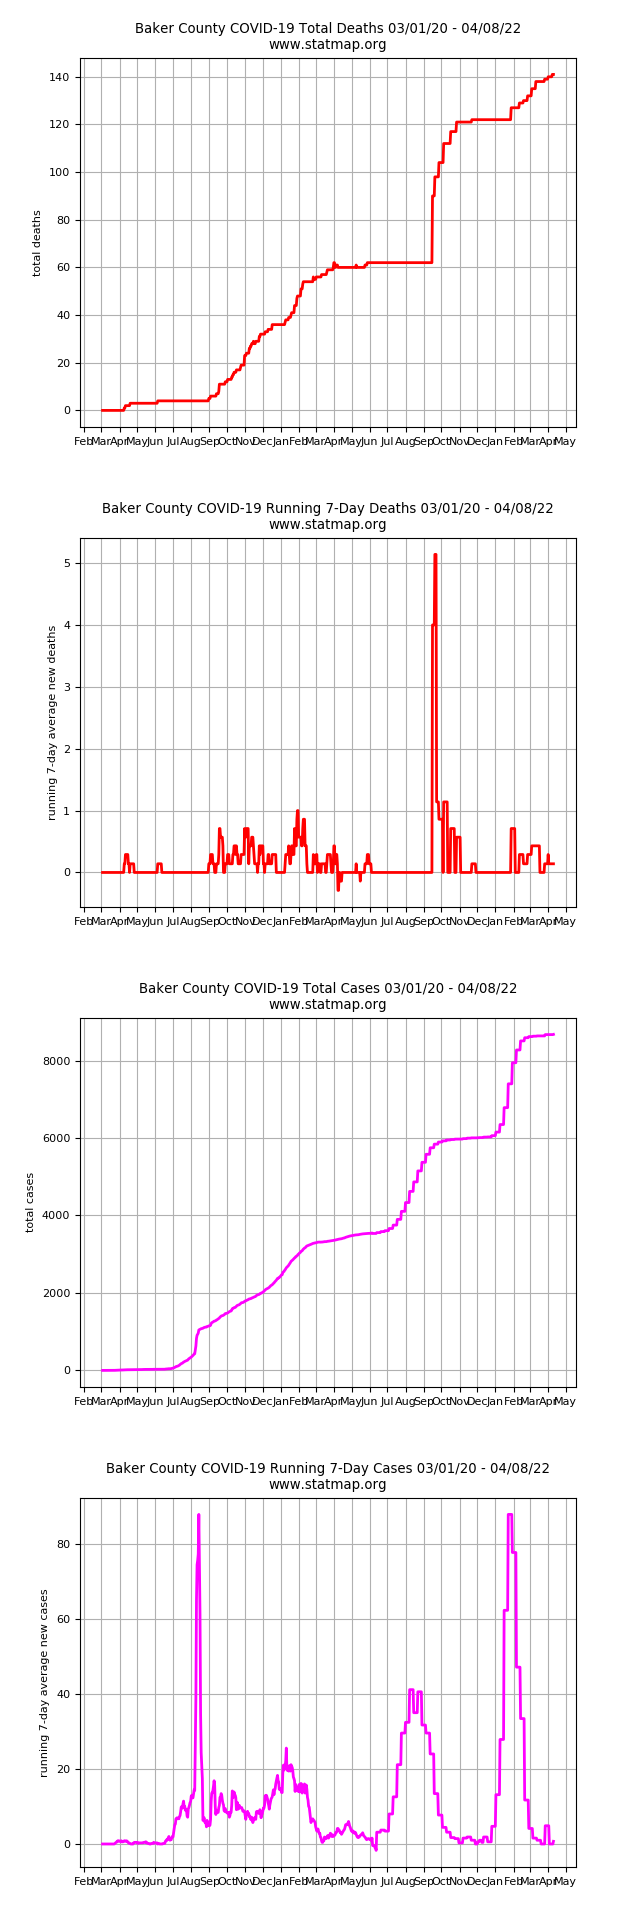 Baker County COVID-19 Total Deaths 03/01/20 - 04/08/22
www.statmap.org
140
120
100
80
60
40
20
0
total deaths
Feb Mar Apr May Jun Jul Aug Sep Oct Nov Dec Jan Feb Mar Apr May Jun Jul Aug Sep Oct Nov Dec Jan Feb Mar Apr May
Baker County COVID-19 Running 7-Day Deaths 03/01/20 - 04/08/22
www.statmap.org
5
4
3
2
1
0
running 7-day average new deaths
Feb Mar Apr May Jun Jul Aug Sep Oct Nov Dec Jan Feb Mar Apr May Jun Jul Aug Sep Oct Nov Dec Jan Feb Mar Apr May
Baker County COVID-19 Total Cases 03/01/20 - 04/08/22
www.statmap.org
8000
6000
4000
2000
0
total cases
Feb Mar Apr May Jun Jul Aug Sep Oct Nov Dec Jan Feb Mar Apr May Jun Jul Aug Sep Oct Nov Dec Jan Feb Mar Apr May
Baker County COVID-19 Running 7-Day Cases 03/01/20 - 04/08/22
www.statmap.org
80
60
40
20
0
running 7-day average new cases
Feb Mar Apr May Jun Jul Aug Sep Oct Nov Dec Jan Feb Mar Apr May Jun Jul Aug Sep Oct Nov Dec Jan Feb Mar Apr May